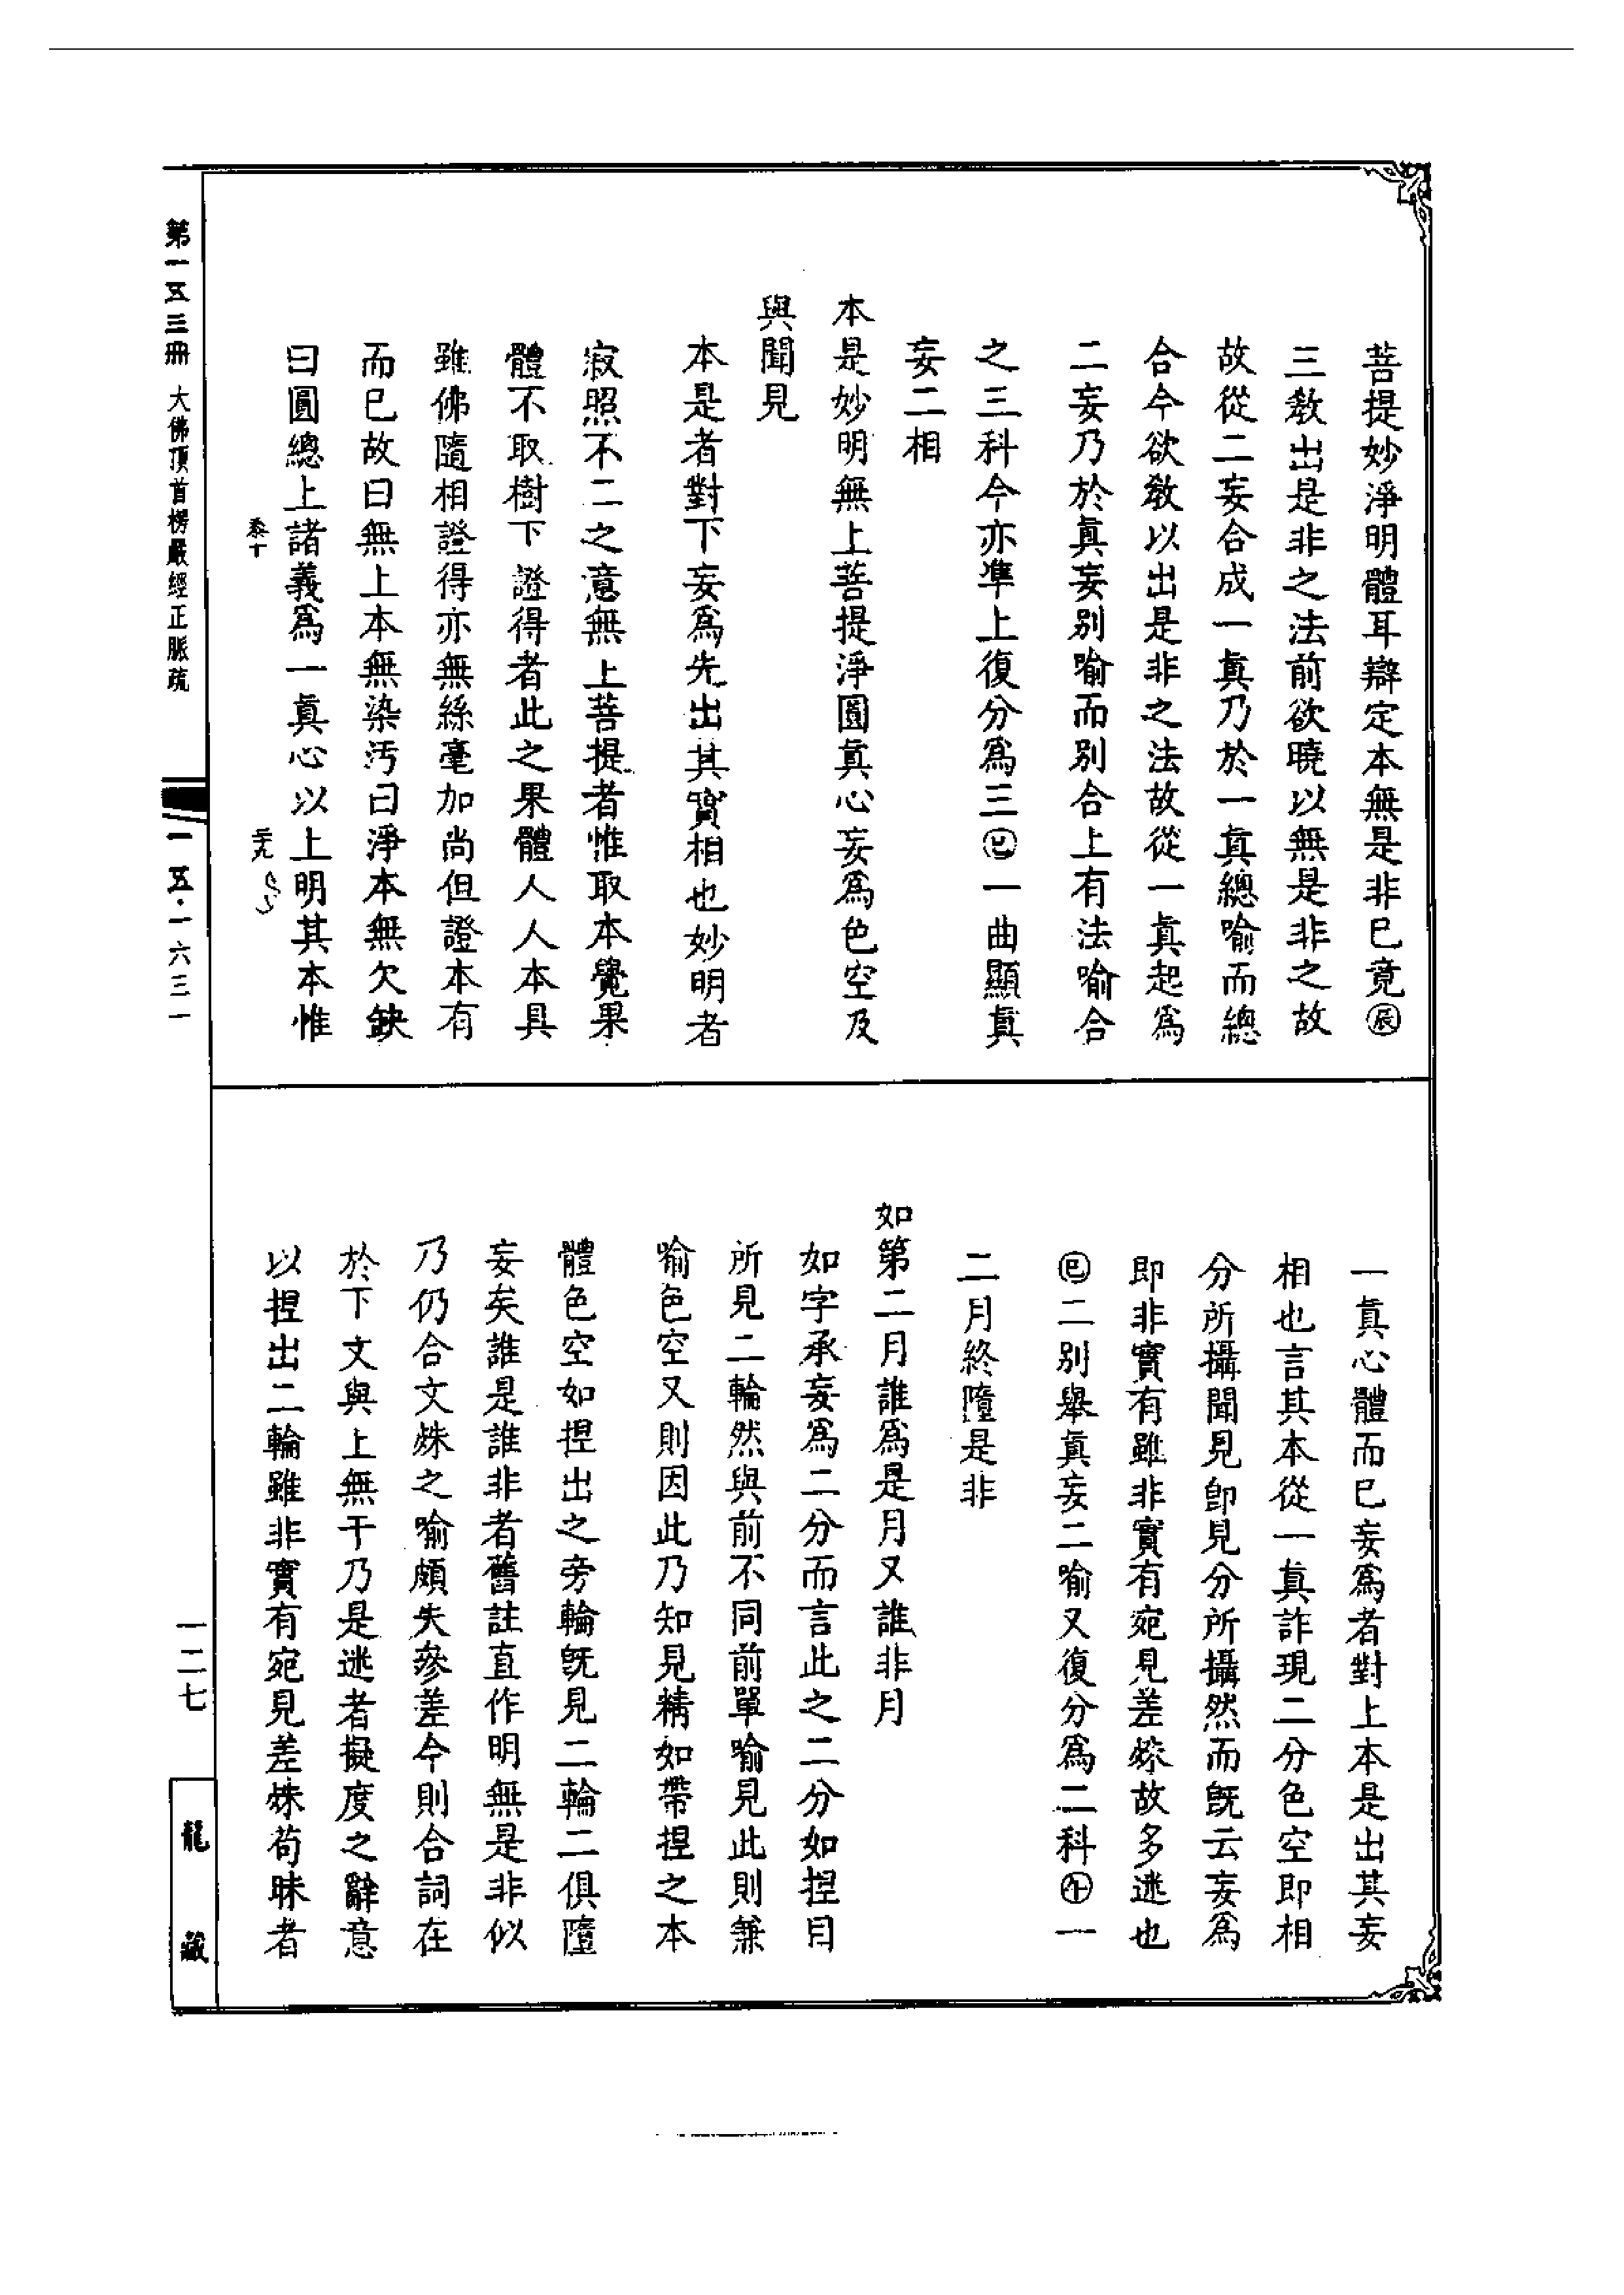 菩提妙淨明體耳辯定本無是非已竟㊋辰
三敎出是非之法前欲曉以無是非之故
故從二妄合成一眞乃於一眞總喻而總
合今欲敎以出是非之法故從一眞起爲
二妄乃於眞妄別喻而別合上有法喻合
之三科今亦準上復分爲三巳一曲顯眞
妄二相
本是妙明無上菩提淨圓眞心妄爲色空及
與聞見
本是者對下妄爲先出其實相也妙明者
寂照不二之意無上菩提者惟取本覺果
體不取樹下證得者此之果體人人本具
雖佛隨相證得亦無絲毫加尚但證本有
而已故曰無上本無染污曰淨本無欠缺
曰圓總上諸義爲一眞心以上明其本惟
一眞心體而已妄爲者對上本是出其妄
相也言其本從一眞詐現二分色空即相
分所攝聞見卽見分所攝然而旣云妄爲
即非實有雖非實有宛見差殊故多迷也
巳二別舉眞妄二喻又復分爲二科午一
二月終墮是非
如第二月誰爲是月又誰非月
如字承妄爲二分而言此之二分如捏目
所見二輪然與前不同前單喻見此則兼
喻色空又則因此乃知見精如帶捏之本
體色空如捏出之旁輪旣見二輪二俱墮
妄矣誰是誰非者舊註直作明無是非似
乃仍合文殊之喻頗失參差今則合詞在
於下文與上無干乃是迷者擬度之辭意
以捏出二輪雖非實有宛見差殊苟昧者
第一五三冊 大佛頂首楞嚴經正脈疏
一五·一六三一
一二七
龍藏